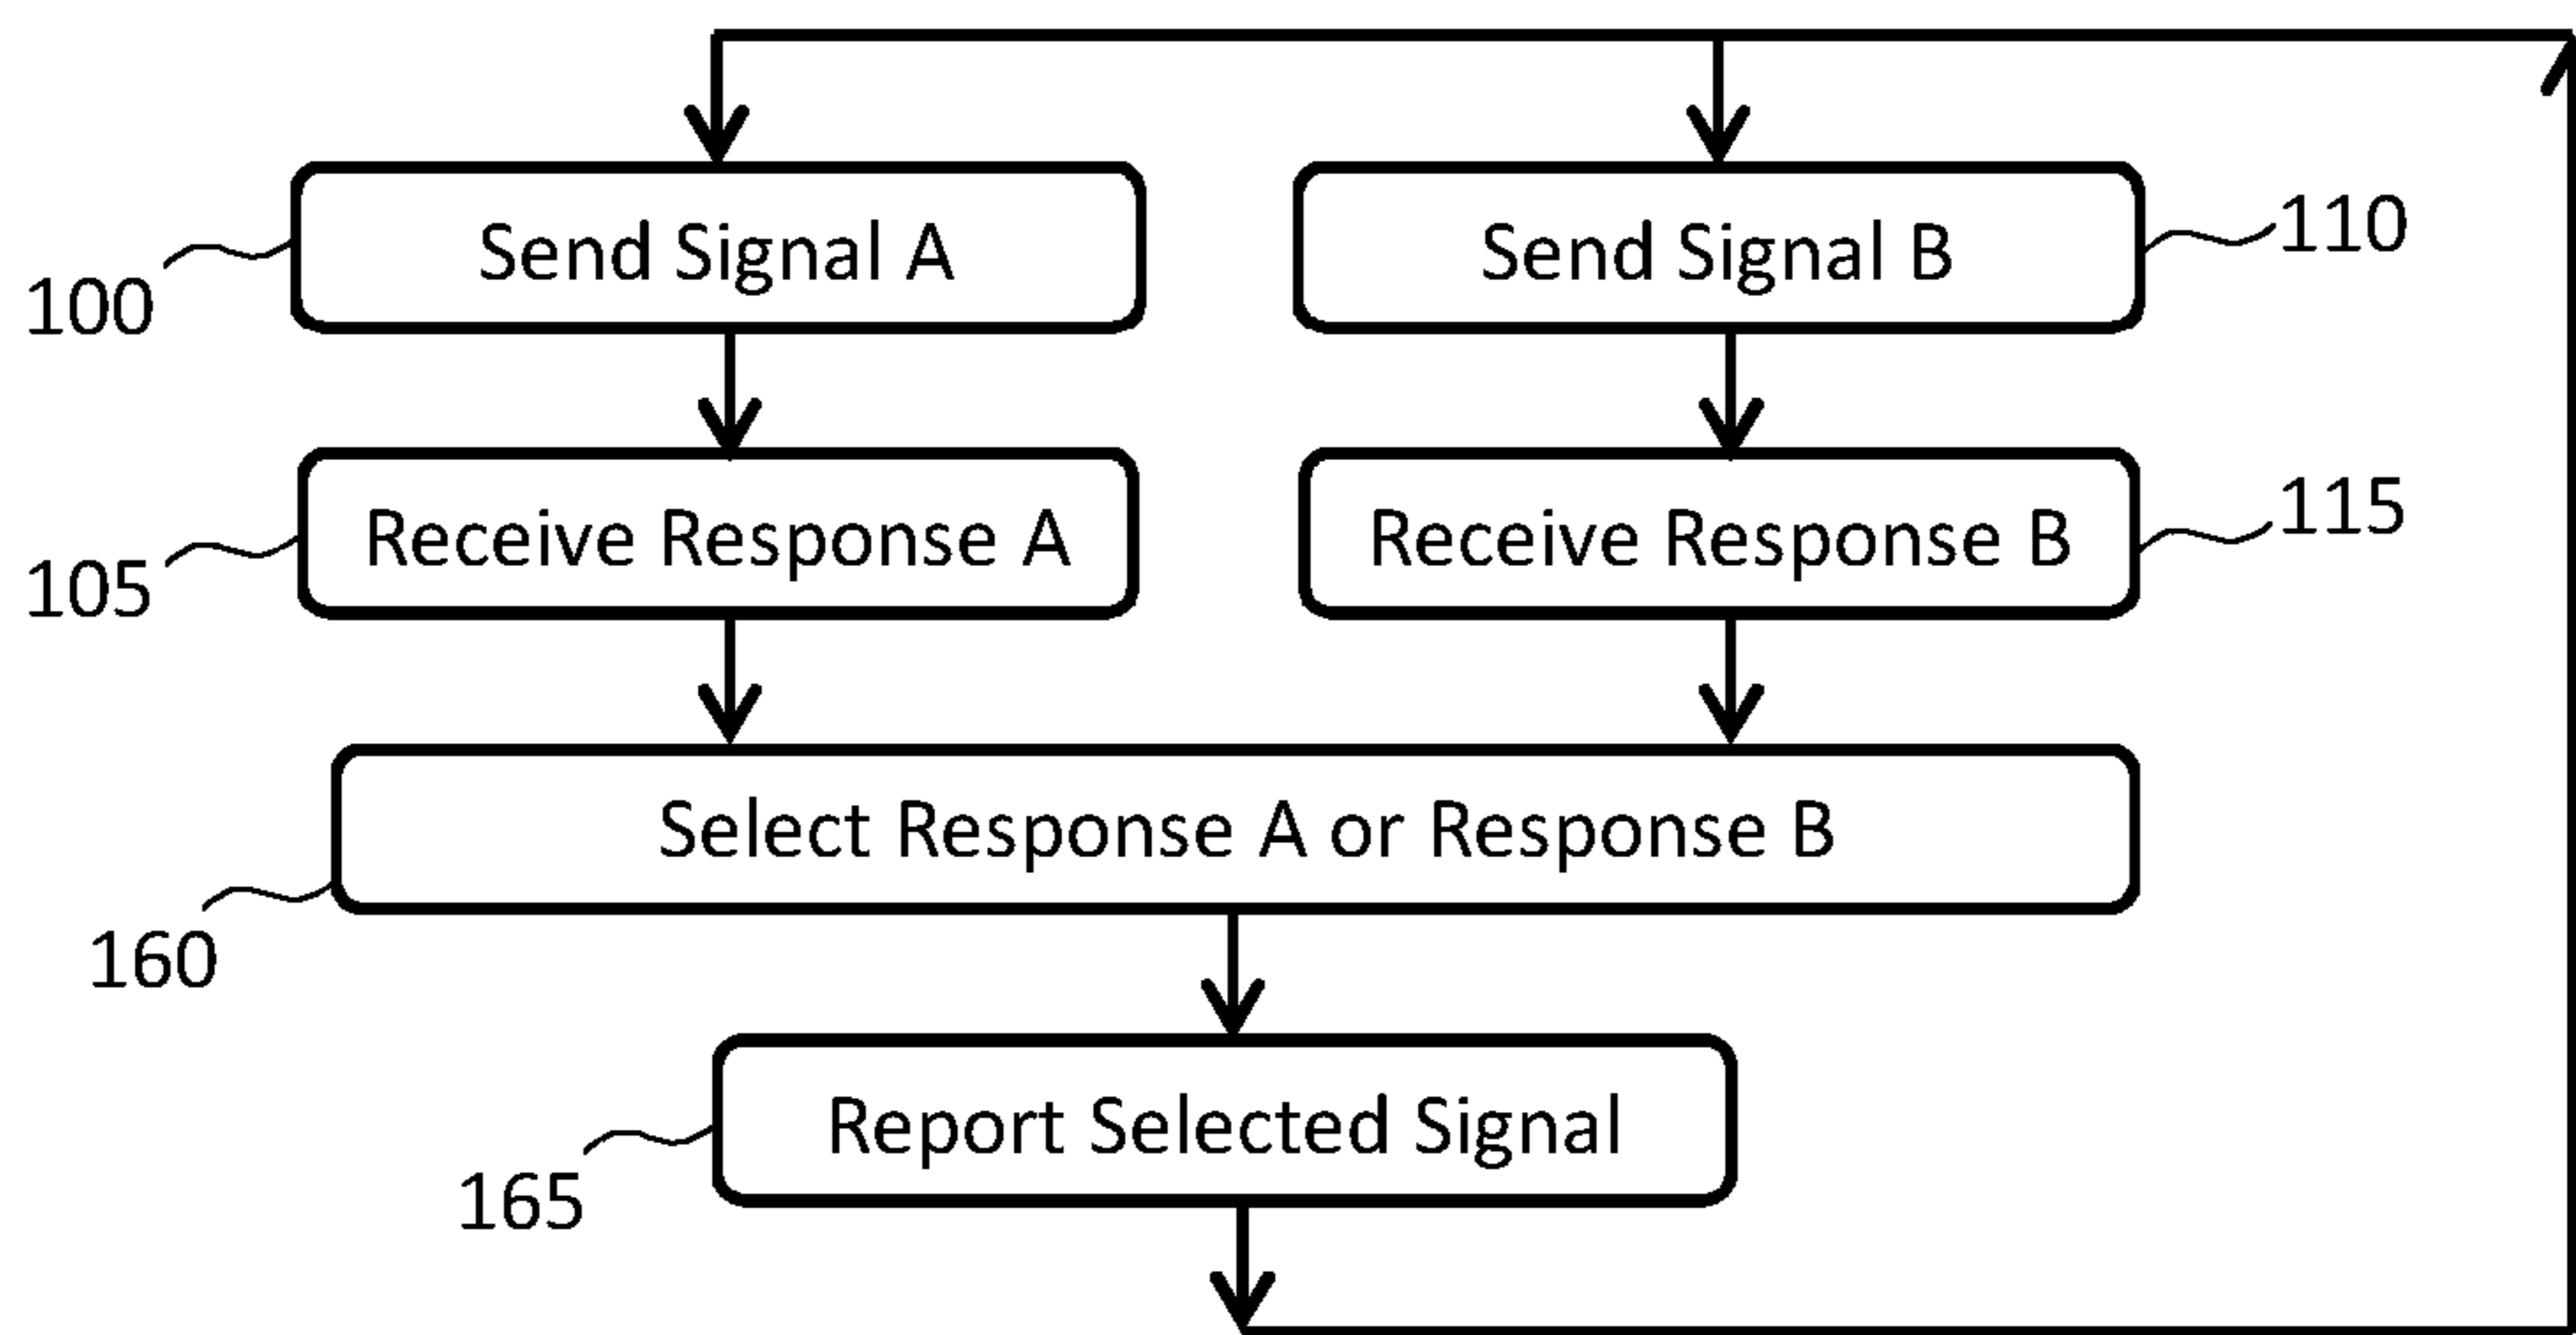 Send Signal A
Send Signal B
110
100
Receive Response A
Receive Response B
115
105
Select Response A or Response B
160
Report Selected Signal
165